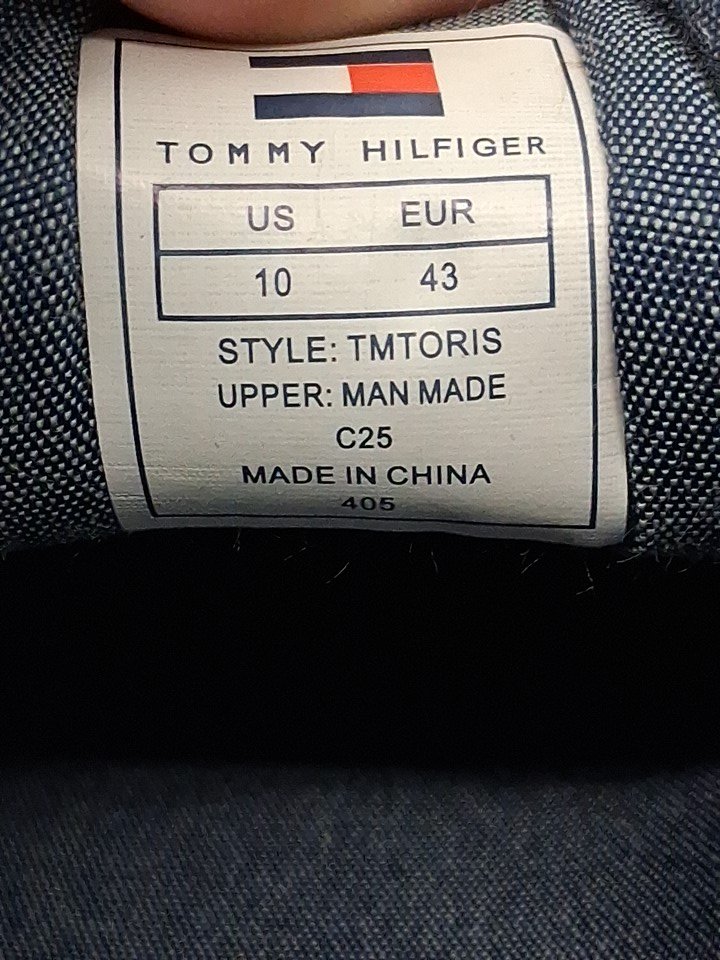 TOMMY HILFIGER
US EUR
10 43
STYLE: TMTORIS
UPPER: MAN MADE
C25
MADE IN CHINA
405